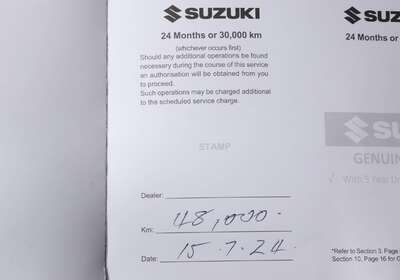 SUZUKI
24 Months or 30,000 km
(whichever occurs first)
Should any additional operations be found
necessary during the course of this service
an authorisation will be obtained from you
to proceed.
Such operations may be charged additional
to the scheduled service charge.
STAMP
Dealer:
Km: 48,000.
Date: 15.7.24.
SUZ
24 Months or
SU
GENUIN
√ With 5 Year Un
*Refer to Section 3, Page
Section 10, Page 16 for G